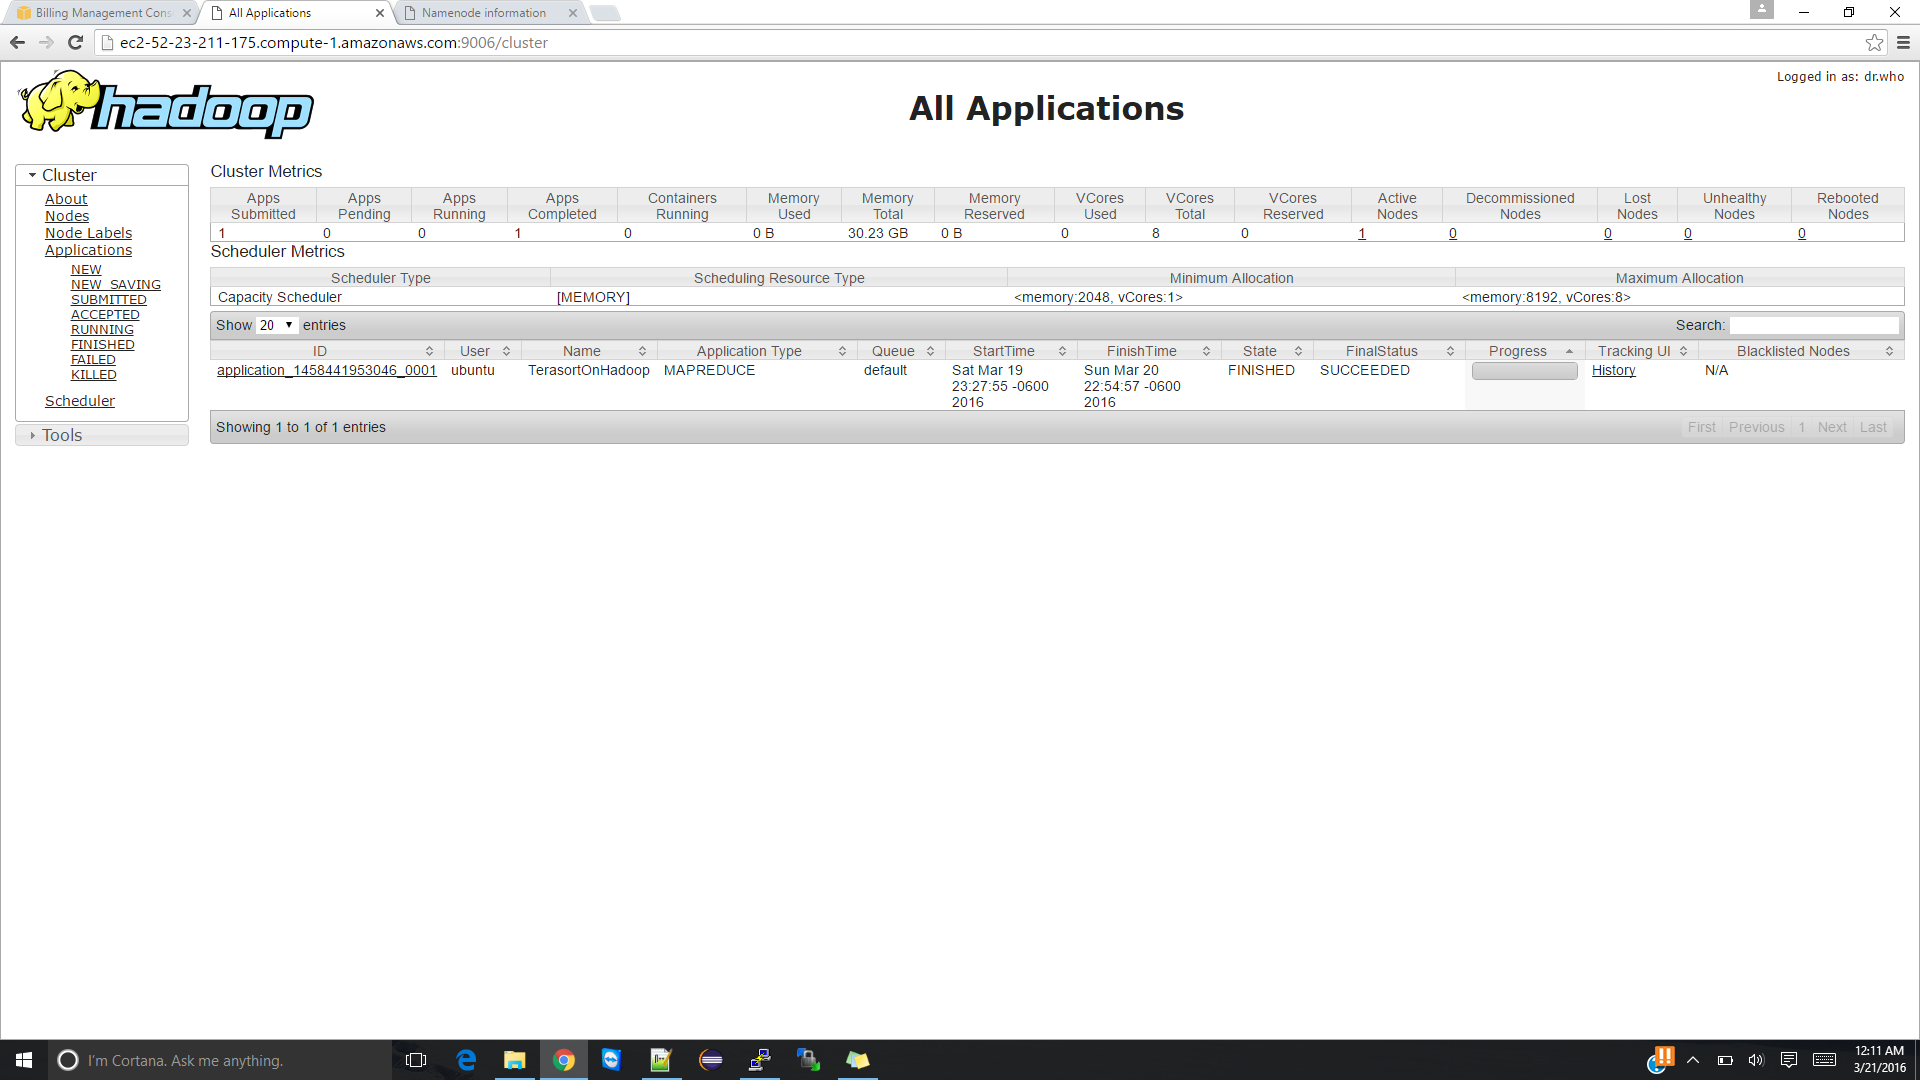 Billing Management Cons
All Applications
Namenode information
ec2-52-23-211-175.compute-1.amazonaws.com:9006/cluster
Logged in as: dr.who
hadoop
All Applications
Cluster
About
Nodes
Node Labels
Applications
NEW
NEW_SAVING
SUBMITTED
ACCEPTED
RUNNING
FINISHED
FAILED
KILLED
Scheduler
Tools
Cluster Metrics
Apps Submitted Apps Pending Apps Running Apps Completed Containers Running Memory Used Memory Total Memory Reserved VCores Used VCores Total VCores Reserved Active Nodes Decommissioned Nodes Lost Nodes Unhealthy Nodes Rebooted Nodes
1 0 0 1 0 0 B 30.23 GB 0 B 0 8 0 1 0 0 0 0
Scheduler Metrics
Scheduler Type Scheduling Resource Type Minimum Allocation Maximum Allocation
Capacity Scheduler [MEMORY] <memory:2048, vCores:1> <memory:8192, vCores:8>
Show 20 entries Search:
ID User Name Application Type Queue StartTime FinishTime State FinalStatus Progress Tracking UI Blacklisted Nodes
application_1458441953046_0001 ubuntu TerasortOnHadoop MAPREDUCE default Sat Mar 19 23:27:55 -0600 2016 Sun Mar 20 22:54:57 -0600 2016 FINISHED SUCCEEDED History N/A
Showing 1 to 1 of 1 entries First Previous 1 Next Last
I'm Cortana. Ask me anything.
12:11 AM
3/21/2016